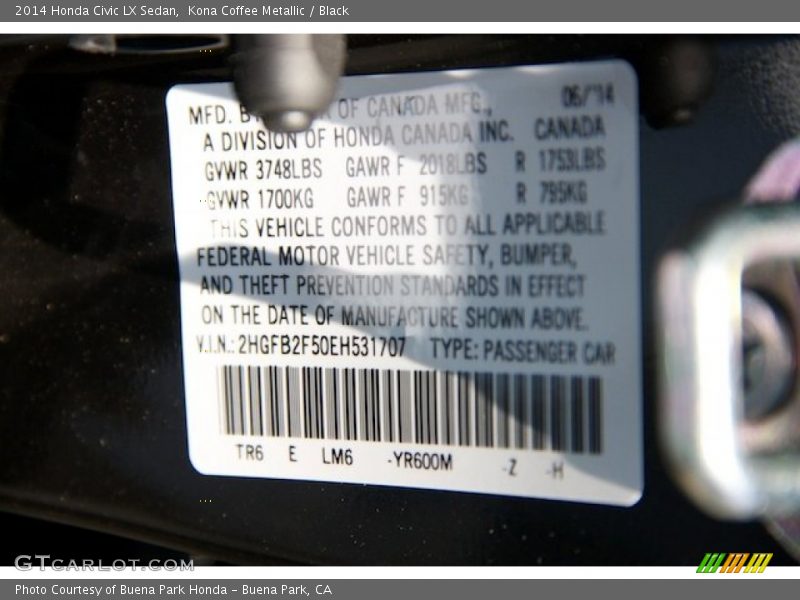 2014 Honda Civic LX Sedan, Kona Coffee Metallic / Black
MFD. B OF CANADA MFG., 06/14
A DIVISION OF HONDA CANADA INC. CANADA
GVWR 3748LBS GAWR F 2018LBS R 1753LBS
GVWR 1700KG GAWR F 915KG R 795KG
THIS VEHICLE CONFORMS TO ALL APPLICABLE
FEDERAL MOTOR VEHICLE SAFETY, BUMPER,
AND THEFT PREVENTION STANDARDS IN EFFECT
ON THE DATE OF MANUFACTURE SHOWN ABOVE.
V.I.N.: 2HGFB2F50EH531707 TYPE: PASSENGER CAR
TR6 E LM6 -YR600M -Z -H
GTCARLOT.COM
Photo Courtesy of Buena Park Honda - Buena Park, CA